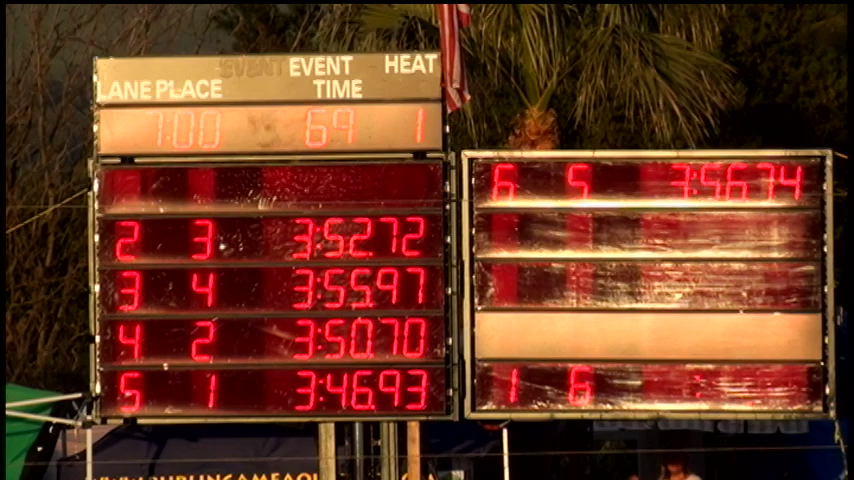 EVENT HEAT
LANE PLACE TIME
7:00 69 1
2 3 3:52.72
3 4 3:55.97
4 2 3:50.70
5 1 3:46.93
6 5 3:56.74
1 6 :